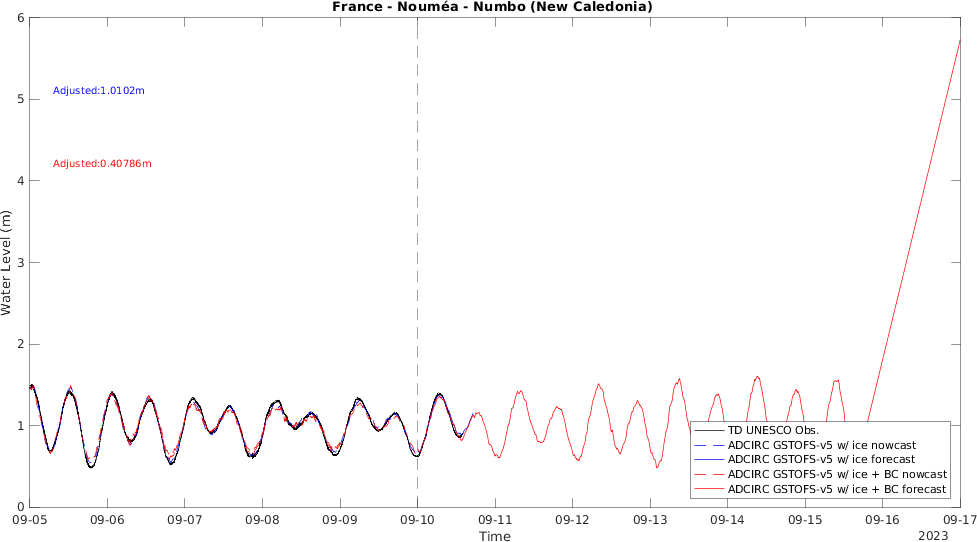 France - Nouméa - Numbo (New Caledonia)
6
5
4
3
2
1
0
Water Level (m)
Adjusted:1.0102m
Adjusted:0.40786m
TD UNESCO Obs.
ADCIRC GSTOFS-v5 w/ ice nowcast
ADCIRC GSTOFS-v5 w/ ice forecast
ADCIRC GSTOFS-v5 w/ ice + BC nowcast
ADCIRC GSTOFS-v5 w/ ice + BC forecast
09-05 09-06 09-07 09-08 09-09 09-10 09-11 09-12 09-13 09-14 09-15 09-16 09-17
Time
2023